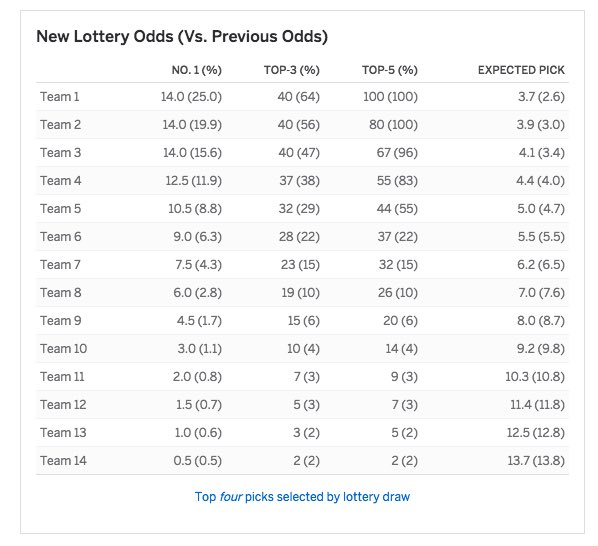 New Lottery Odds (Vs. Previous Odds)
NO. 1 (%) TOP-3 (%) TOP-5 (%) EXPECTED PICK
Team 1 14.0 (25.0) 40 (64) 100 (100) 3.7 (2.6)
Team 2 14.0 (19.9) 40 (56) 80 (100) 3.9 (3.0)
Team 3 14.0 (15.6) 40 (47) 67 (96) 4.1 (3.4)
Team 4 12.5 (11.9) 37 (38) 55 (83) 4.4 (4.0)
Team 5 10.5 (8.8) 32 (29) 44 (55) 5.0 (4.7)
Team 6 9.0 (6.3) 28 (22) 37 (22) 5.5 (5.5)
Team 7 7.5 (4.3) 23 (15) 32 (15) 6.2 (6.5)
Team 8 6.0 (2.8) 19 (10) 26 (10) 7.0 (7.6)
Team 9 4.5 (1.7) 15 (6) 20 (6) 8.0 (8.7)
Team 10 3.0 (1.1) 10 (4) 14 (4) 9.2 (9.8)
Team 11 2.0 (0.8) 7 (3) 9 (3) 10.3 (10.8)
Team 12 1.5 (0.7) 5 (3) 7 (3) 11.4 (11.8)
Team 13 1.0 (0.6) 3 (2) 5 (2) 12.5 (12.8)
Team 14 0.5 (0.5) 2 (2) 2 (2) 13.7 (13.8)
Top four picks selected by lottery draw